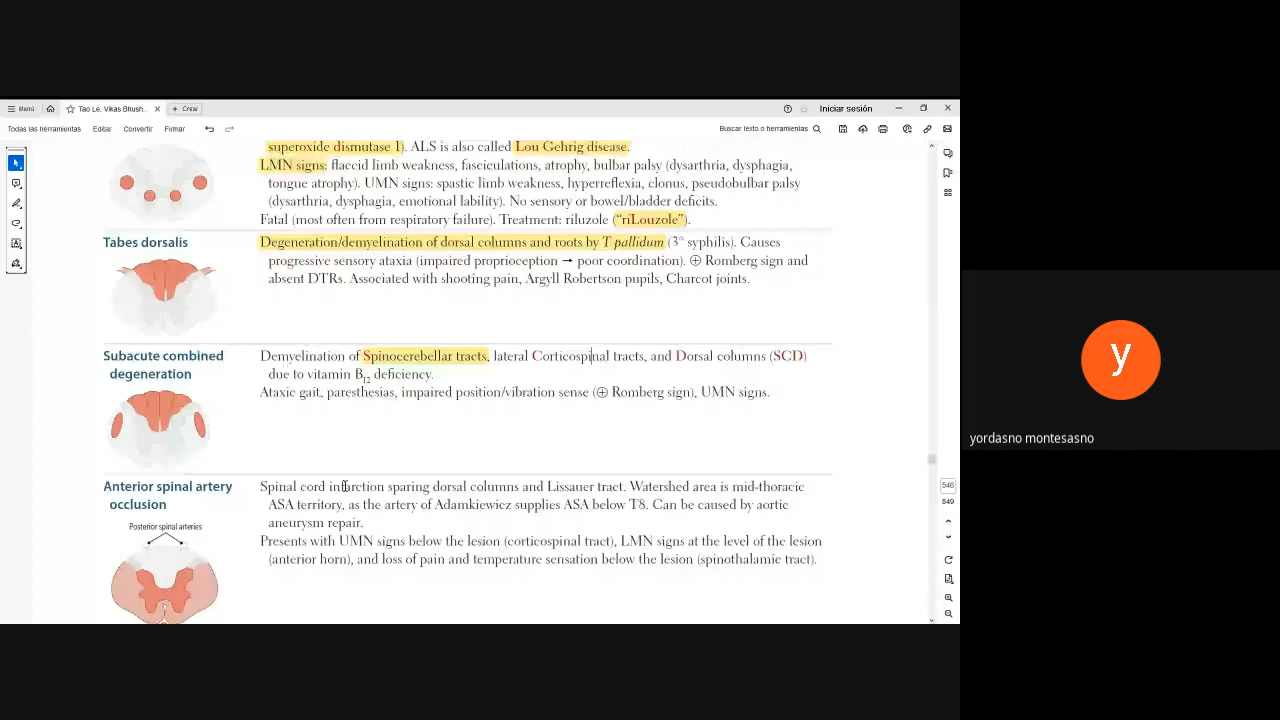 Menú
Tao Le, Vikas Bhush...
Crear
Iniciar sesión
Todas las herramientas Editar Convertir Firmar
Buscar texto o herramientas
superoxide dismutase 1). ALS is also called Lou Gehrig disease.
LMN signs: flaccid limb weakness, fasciculations, atrophy, bulbar palsy (dysarthria, dysphagia,
tongue atrophy). UMN signs: spastic limb weakness, hyperreflexia, clonus, pseudobulbar palsy
(dysarthria, dysphagia, emotional lability). No sensory or bowel/bladder deficits.
Fatal (most often from respiratory failure). Treatment: riluzole (“riLouzole”).
Tabes dorsalis
Degeneration/demyelination of dorsal columns and roots by T pallidum (3° syphilis). Causes
progressive sensory ataxia (impaired proprioception → poor coordination). ⊕ Romberg sign and
absent DTRs. Associated with shooting pain, Argyll Robertson pupils, Charcot joints.
Subacute combined
degeneration
Demyelination of Spinocerebellar tracts, lateral Corticospinal tracts, and Dorsal columns (SCD)
due to vitamin B12 deficiency.
Ataxic gait, paresthesias, impaired position/vibration sense (⊕ Romberg sign), UMN signs.
Anterior spinal artery
occlusion
Posterior spinal arteries
Spinal cord infarction sparing dorsal columns and Lissauer tract. Watershed area is mid-thoracic
ASA territory, as the artery of Adamkiewicz supplies ASA below T8. Can be caused by aortic
aneurysm repair.
Presents with UMN signs below the lesion (corticospinal tract), LMN signs at the level of the lesion
(anterior horn), and loss of pain and temperature sensation below the lesion (spinothalamic tract).
546
849
y
yordasno montesasno